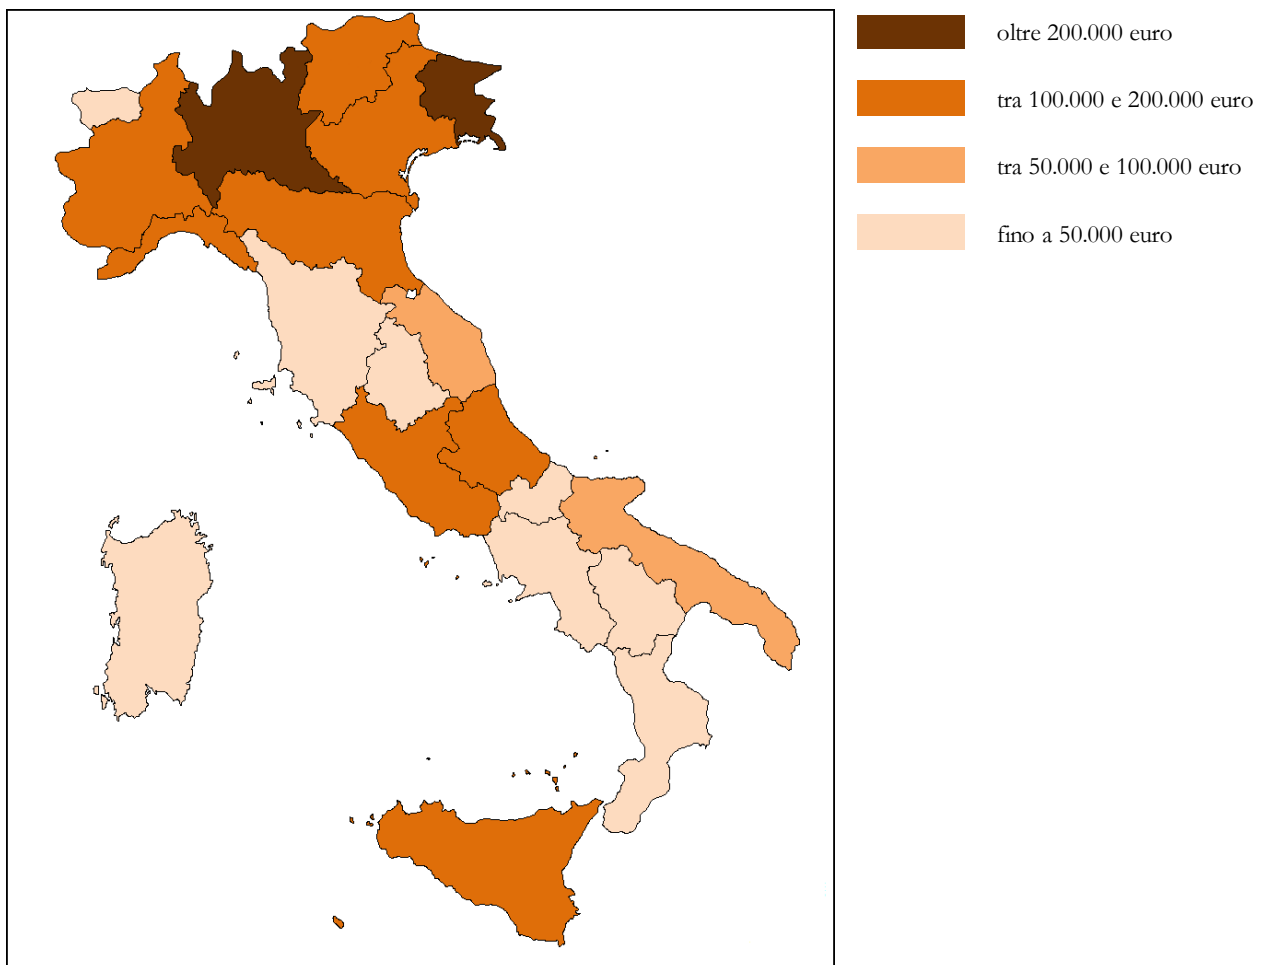 oltre 200.000 euro
tra 100.000 e 200.000 euro
tra 50.000 e 100.000 euro
fino a 50.000 euro